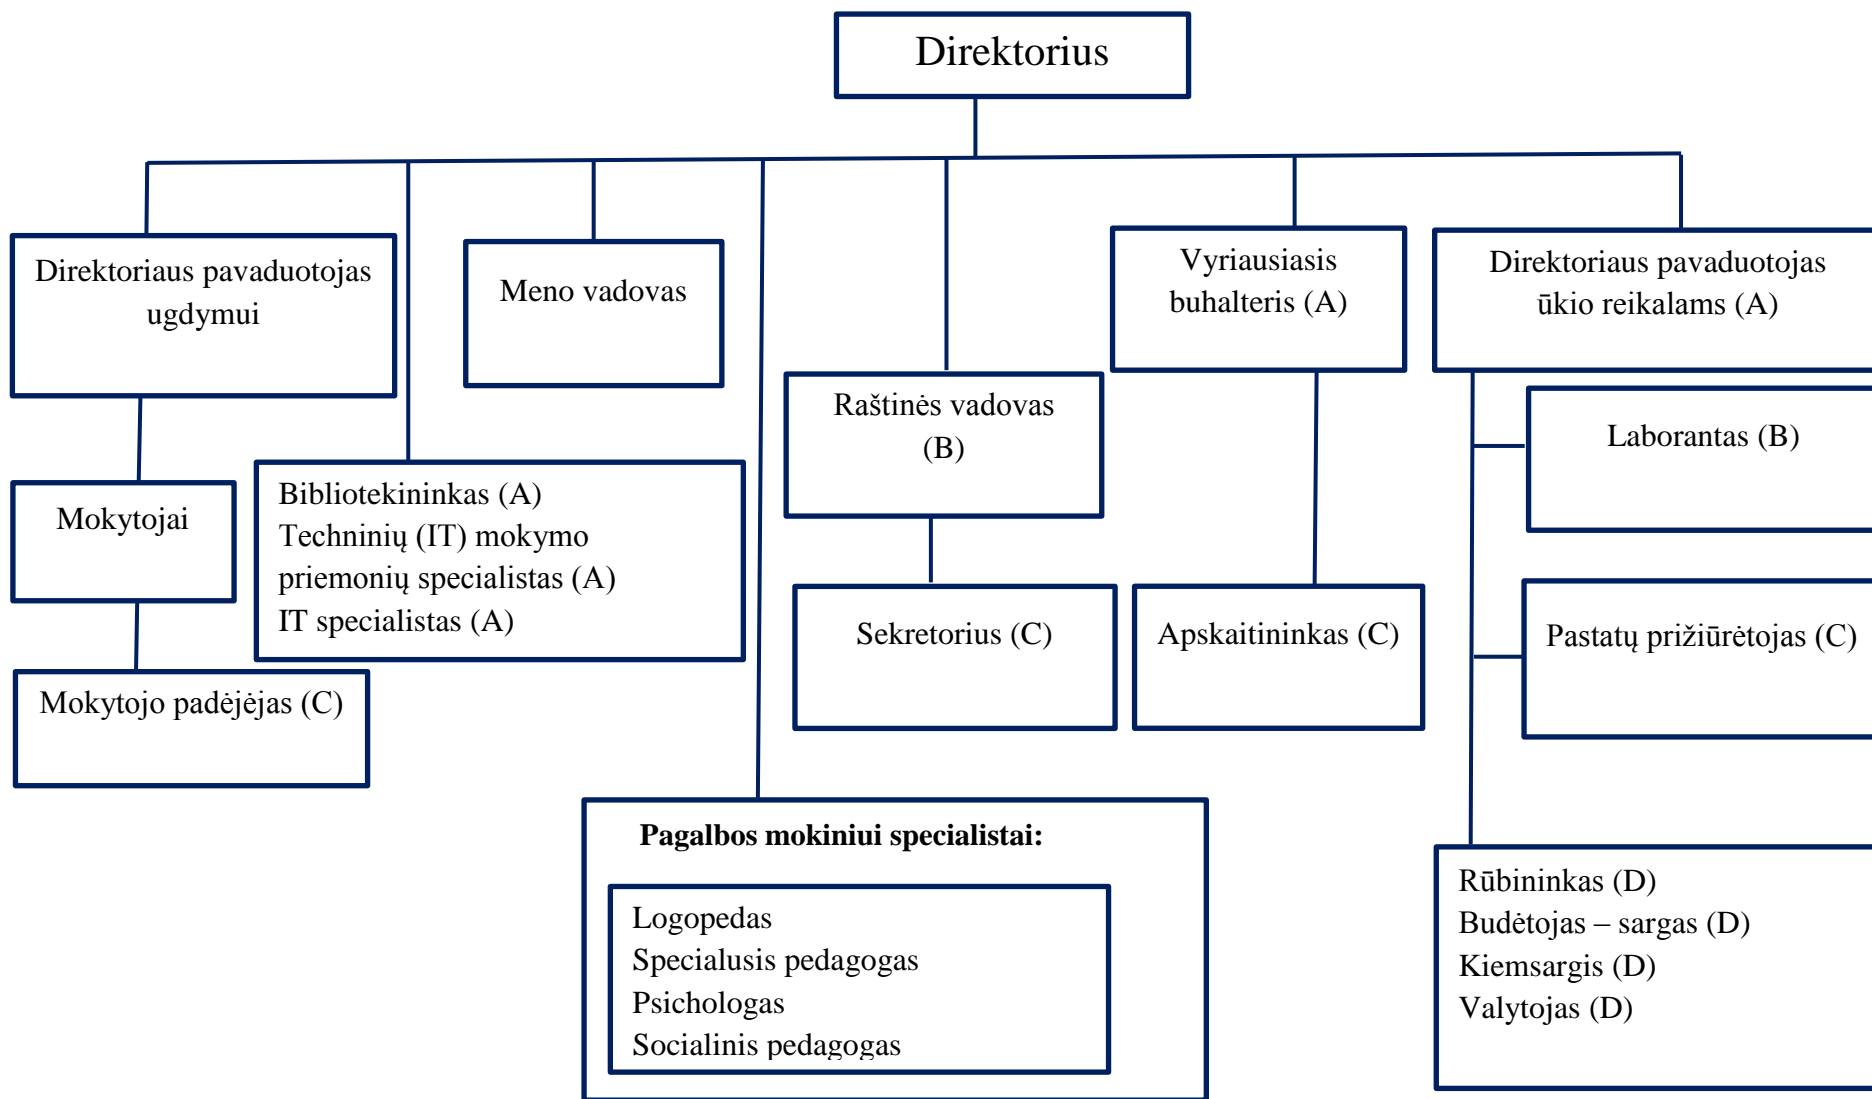 Direktorius
Direktoriaus pavaduotojas
ugdymui
Meno vadovas
Vyriausiasis
buhalteris (A)
Direktoriaus pavaduotojas
ūkio reikalams (A)
Raštinės vadovas
(B)
Laborantas (B)
Mokytojai
Bibliotekininkas (A)
Techninių (IT) mokymo
priemonių specialistas (A)
IT specialistas (A)
Sekretorius (C)
Apskaitininkas (C)
Pastatų prižiūrėtojas (C)
Mokytojo padėjėjas (C)
Pagalbos mokiniui specialistai:
Logopedas
Specialusis pedagogas
Psichologas
Socialinis pedagogas
Rūbininkas (D)
Budėtojas – sargas (D)
Kiemsargis (D)
Valytojas (D)